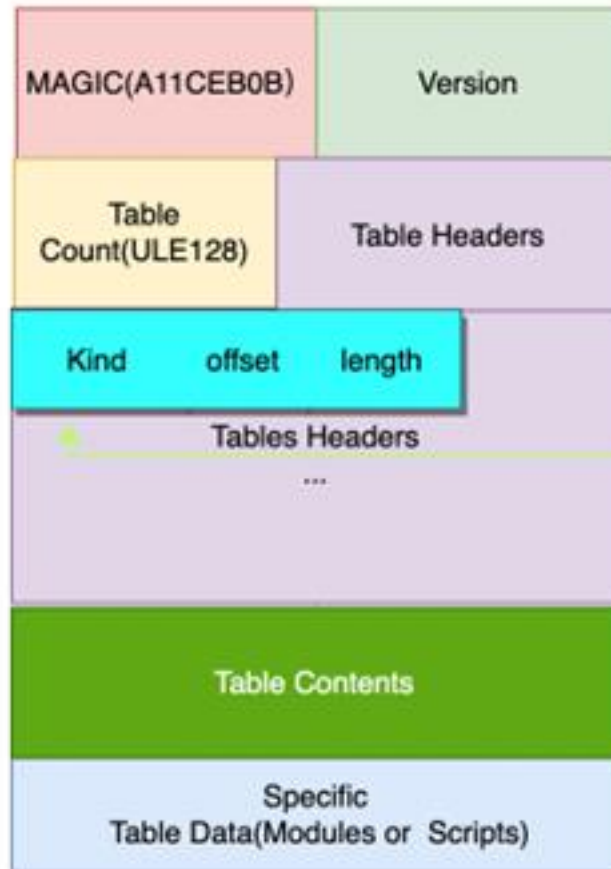 MAGIC(A11CEB0B)
Version
Table
Count(ULE128)
Table Headers
Kind offset length
Tables Headers
...
Table Contents
Specific
Table Data(Modules or Scripts)